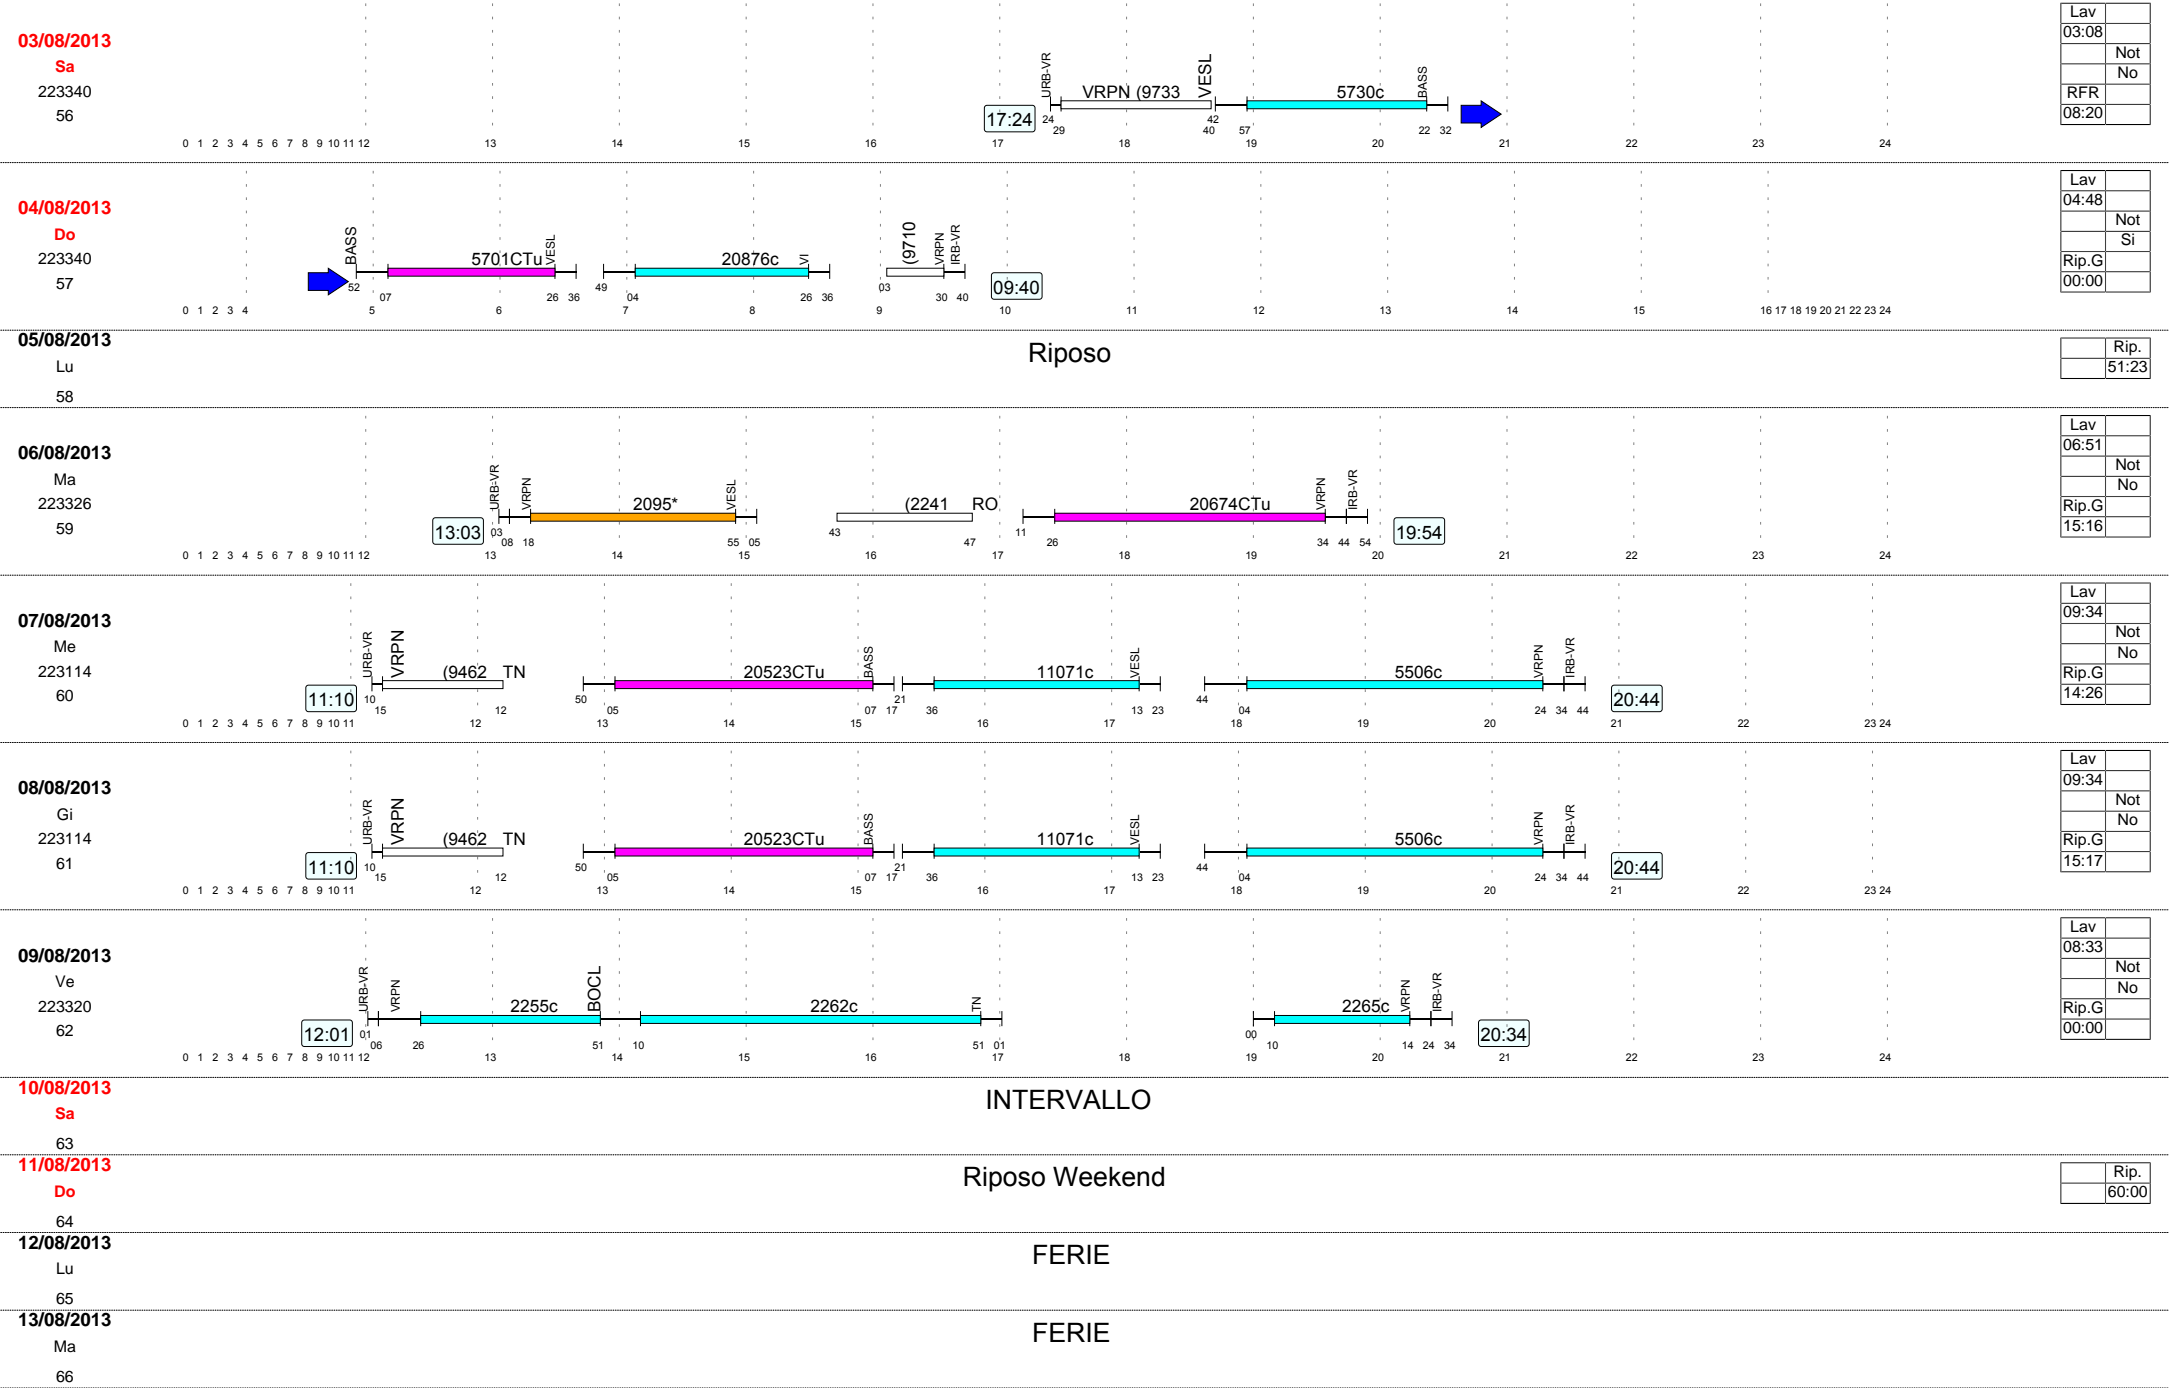 03/08/2013
Sa
223340
56
17:24
URB-VR
VRPN (9733
VESL
5730c
BASS
24 29 42 40 57 22 32
0 1 2 3 4 5 6 7 8 9 10 11 12 13 14 15 16 17 18 19 20 21 22 23 24
Lav
03:08
Not
No
RFR
08:20
04/08/2013
Do
223340
57
BASS
5701CTu
VESL
20876c
VI
(9710
VRPN
IRB-VR
09:40
52 07 26 36 49 04 26 36 03 30 40
0 1 2 3 4 5 6 7 8 9 10 11 12 13 14 15 16 17 18 19 20 21 22 23 24
Lav
04:48
Not
Si
Rip.G
00:00
05/08/2013
Lu
58
Riposo
Rip.
51:23
06/08/2013
Ma
223326
59
13:03
URB-VR
VRPN
2095*
VESL
(2241 RO
20674CTu
VRPN
IRB-VR
19:54
03 08 18 55 05 43 47 11 26 34 44 54
0 1 2 3 4 5 6 7 8 9 10 11 12 13 14 15 16 17 18 19 20 21 22 23 24
Lav
06:51
Not
No
Rip.G
15:16
07/08/2013
Me
223114
60
11:10
URB-VR
VRPN
(9462 TN
20523CTu
BASS
11071c
VESL
5506c
VRPN
IRB-VR
20:44
10 15 12 50 05 07 17 21 36 13 23 44 04 24 34 44
0 1 2 3 4 5 6 7 8 9 10 11 12 13 14 15 16 17 18 19 20 21 22 23 24
Lav
09:34
Not
No
Rip.G
14:26
08/08/2013
Gi
223114
61
11:10
URB-VR
VRPN
(9462 TN
20523CTu
BASS
11071c
VESL
5506c
VRPN
IRB-VR
20:44
10 15 12 50 05 07 17 21 36 13 23 44 04 24 34 44
0 1 2 3 4 5 6 7 8 9 10 11 12 13 14 15 16 17 18 19 20 21 22 23 24
Lav
09:34
Not
No
Rip.G
15:17
09/08/2013
Ve
223320
62
12:01
URB-VR
VRPN
2255c
BOCL
2262c
TN
2265c
VRPN
IRB-VR
20:34
01 06 26 51 10 51 01 00 10 14 24 34
0 1 2 3 4 5 6 7 8 9 10 11 12 13 14 15 16 17 18 19 20 21 22 23 24
Lav
08:33
Not
No
Rip.G
00:00
10/08/2013
Sa
63
INTERVALLO
11/08/2013
Do
64
Riposo Weekend
Rip.
60:00
12/08/2013
Lu
65
FERIE
13/08/2013
Ma
66
FERIE